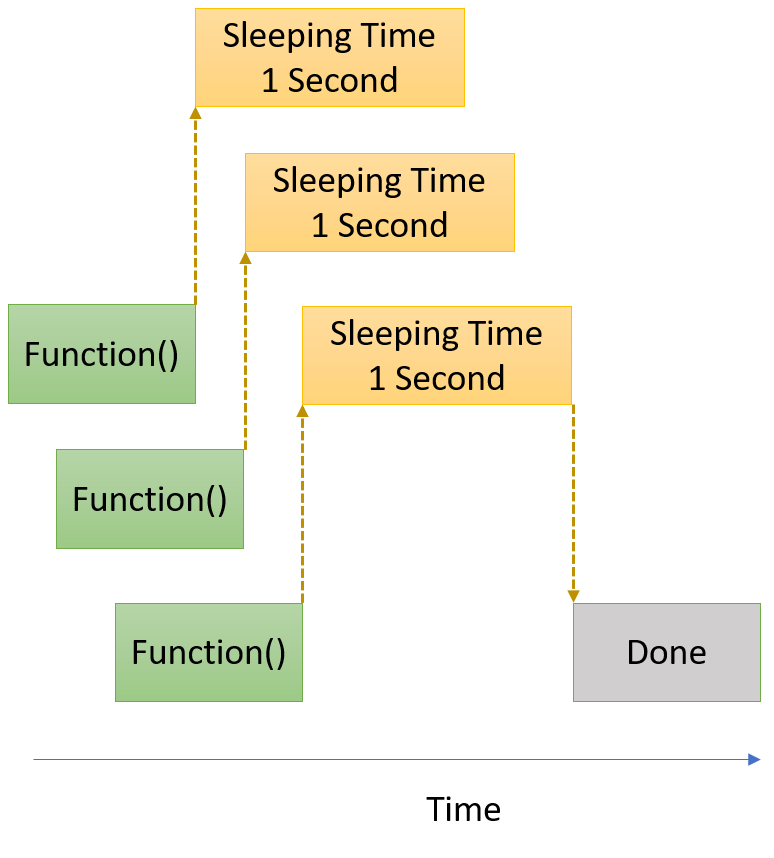 Sleeping Time
1 Second
Sleeping Time
1 Second
Function()
Sleeping Time
1 Second
Function()
Function()
Done
Time